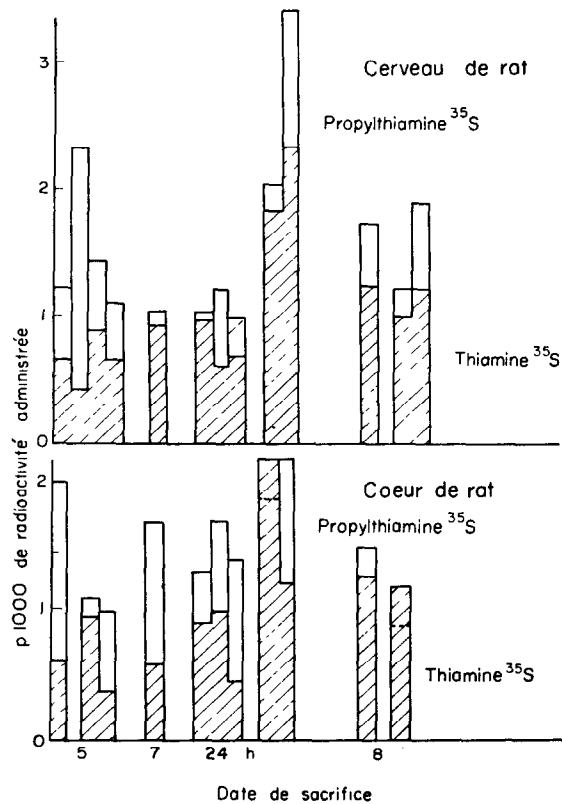 3
Cerveau de rat
Propylthiamine ³⁵S
2
1
Thiamine ³⁵S
0
p 1000 de radioactivité administrée
2
Coeur de rat
Propylthiamine ³⁵S
1
Thiamine ³⁵S
0
5 7 24 h 8
Date de sacrifice